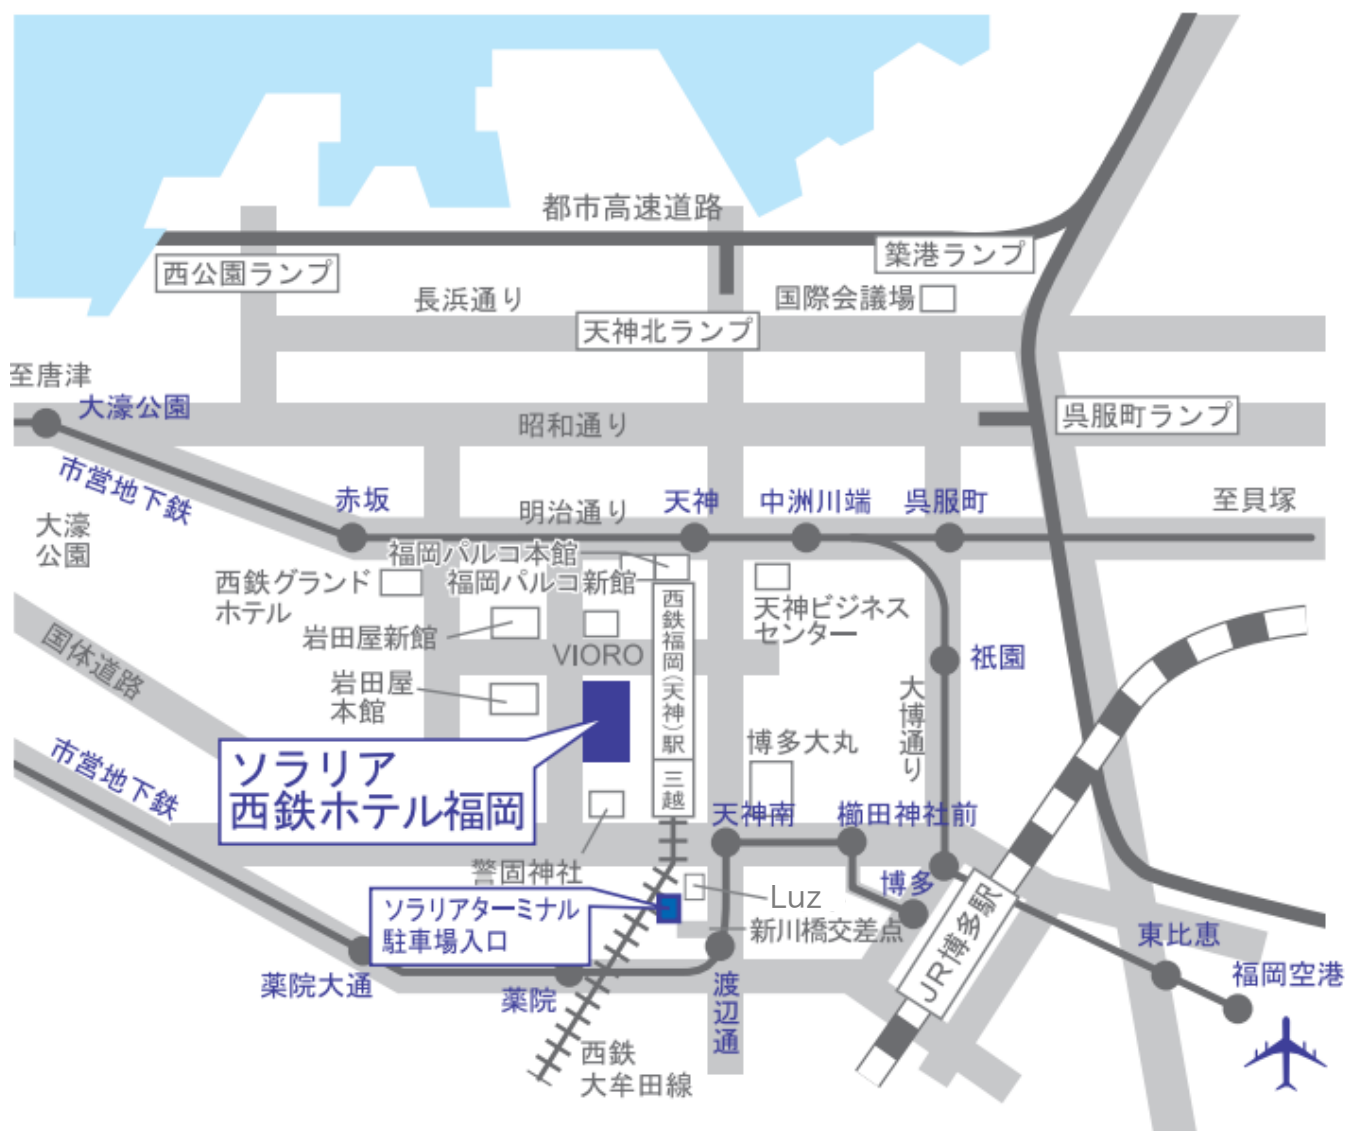 都市高速道路
築港ランプ
西公園ランプ
長浜通り
国際会議場
天神北ランプ
至唐津
大濠公園
昭和通り
呉服町ランプ
市営地下鉄
赤坂
明治通り
天神
中洲川端
呉服町
至貝塚
大濠
公園
福岡パルコ本館
福岡パルコ新館
西鉄グランド
ホテル
岩田屋新館
VIORO
西鉄福岡(天神)駅
天神ビジネス
センター
国体道路
岩田屋
本館
祇園
大博通り
市営地下鉄
ソラリア
西鉄ホテル福岡
三越
博多大丸
天神南
櫛田神社前
警固神社
博多
Luz
ソラリアターミナル
駐車場入口
新川橋交差点
JR博多駅
東比恵
福岡空港
薬院大通
薬院
渡辺通
西鉄
大牟田線